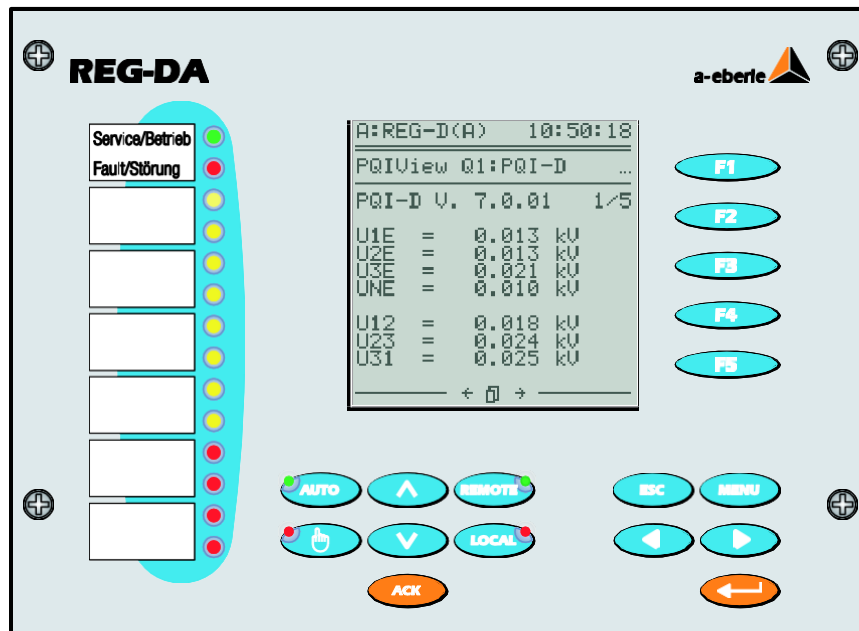 REG-DA
a-eberle
Service/Betrieb
Fault/Störung
A:REG-D(A) 10:50:18
PQIView Q1:PQI-D ...
PQI-D V. 7.0.01 1/5
U1E = 0.013 kV
U2E = 0.013 kV
U3E = 0.021 kV
UNE = 0.010 kV
U12 = 0.018 kV
U23 = 0.024 kV
U31 = 0.025 kV
F1
F2
F3
F4
F5
AUTO
REMOTE
ESC
MENU
LOCAL
ACK